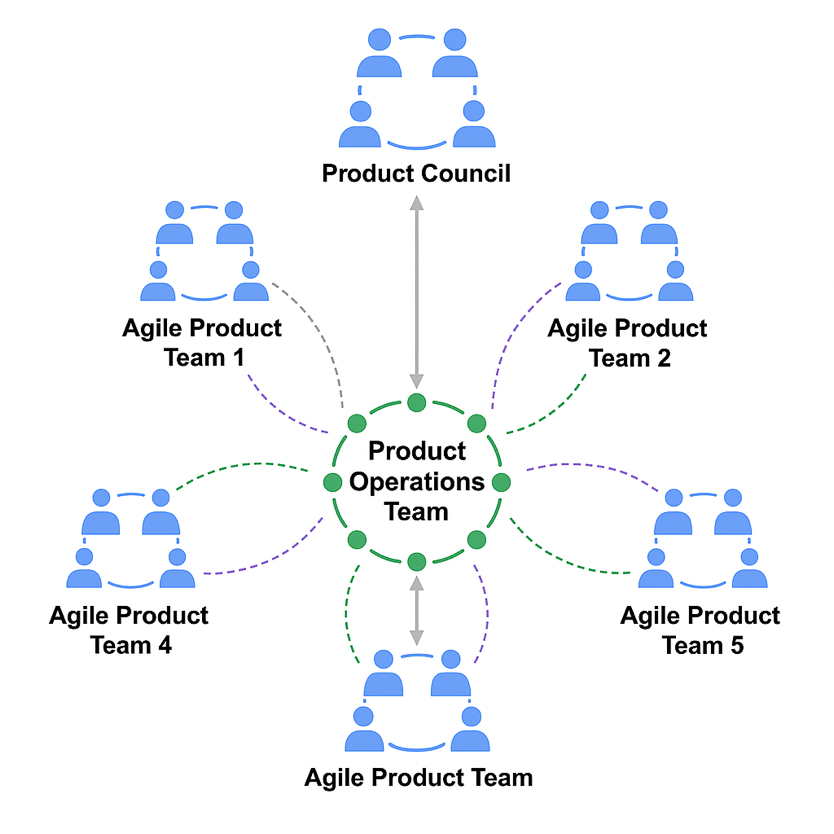 Product Council
Agile Product
Team 1
Agile Product
Team 2
Product
Operations
Team
Agile Product
Team 4
Agile Product
Team 5
Agile Product Team